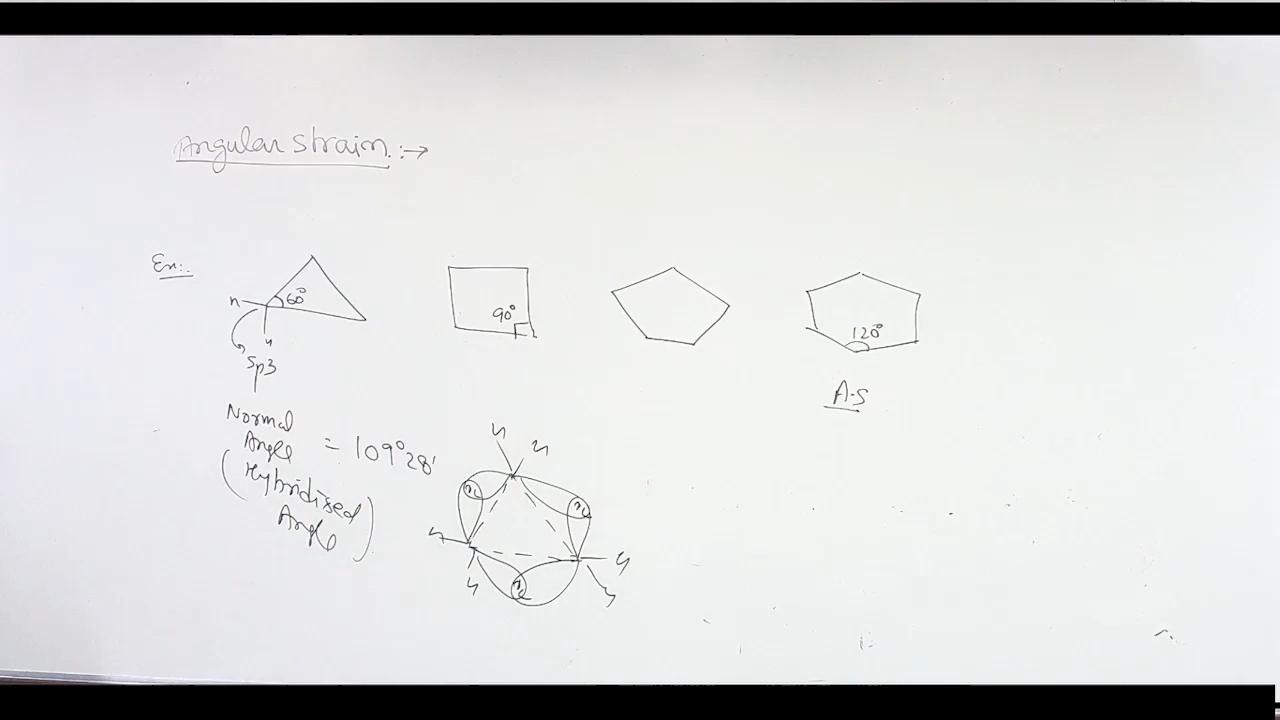 Angular strain :→
Ex:-
60°
90°
120°
H
H
sp3
A.S
Normal
Angle = 109°28'
(Hybridised
Angle)
H H
H H
H H